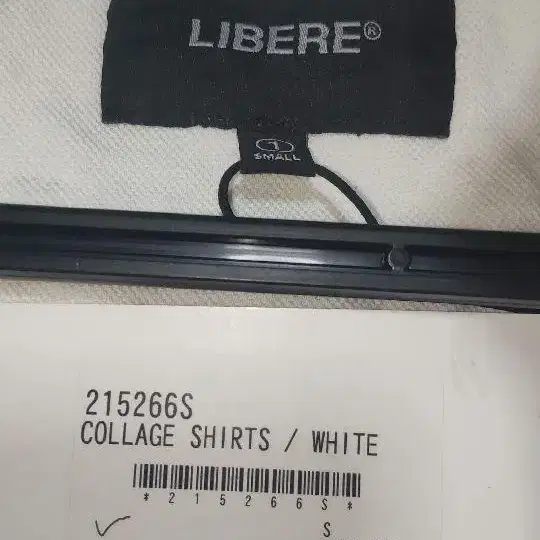 LIBERE®
1
SMALL
215266S
COLLAGE SHIRTS / WHITE
*215266S*
S